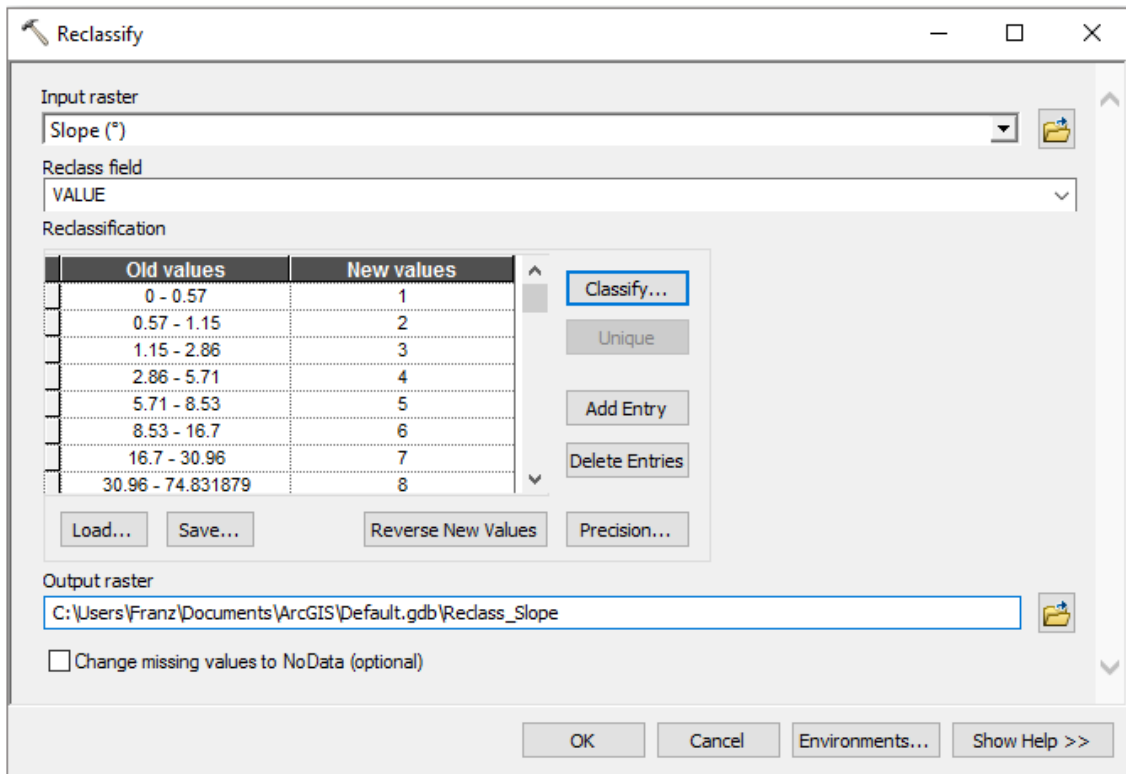 Reclassify
Input raster
Slope (°)
Reclass field
VALUE
Reclassification
Old values New values
0 - 0.57 1
0.57 - 1.15 2
1.15 - 2.86 3
2.86 - 5.71 4
5.71 - 8.53 5
8.53 - 16.7 6
16.7 - 30.96 7
30.96 - 74.831879 8
Classify...
Unique
Add Entry
Delete Entries
Load... Save... Reverse New Values Precision...
Output raster
C:\Users\Franz\Documents\ArcGIS\Default.gdb\Reclass_Slope
Change missing values to NoData (optional)
OK Cancel Environments... Show Help >>